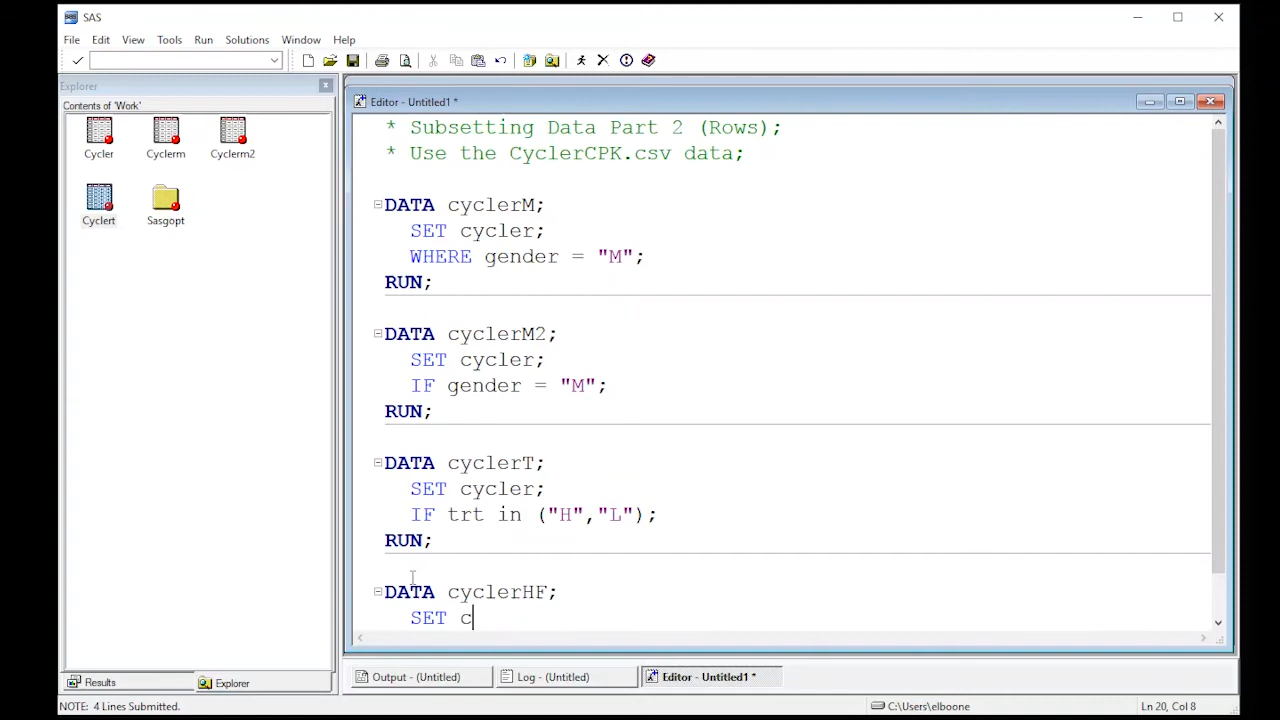 SAS
File Edit View Tools Run Solutions Window Help
Explorer
Contents of 'Work'
Cycler Cyclerm Cyclerm2
Cyclert Sasgopt
Editor - Untitled1 *
* Subsetting Data Part 2 (Rows);
* Use the CyclerCPK.csv data;
DATA cyclerM;
SET cycler;
WHERE gender = "M";
RUN;
DATA cyclerM2;
SET cycler;
IF gender = "M";
RUN;
DATA cyclerT;
SET cycler;
IF trt in ("H","L");
RUN;
DATA cyclerHF;
SET c
Results Explorer
Output - (Untitled) Log - (Untitled) Editor - Untitled1 *
NOTE: 4 Lines Submitted. C:\Users\elboone Ln 20, Col 8